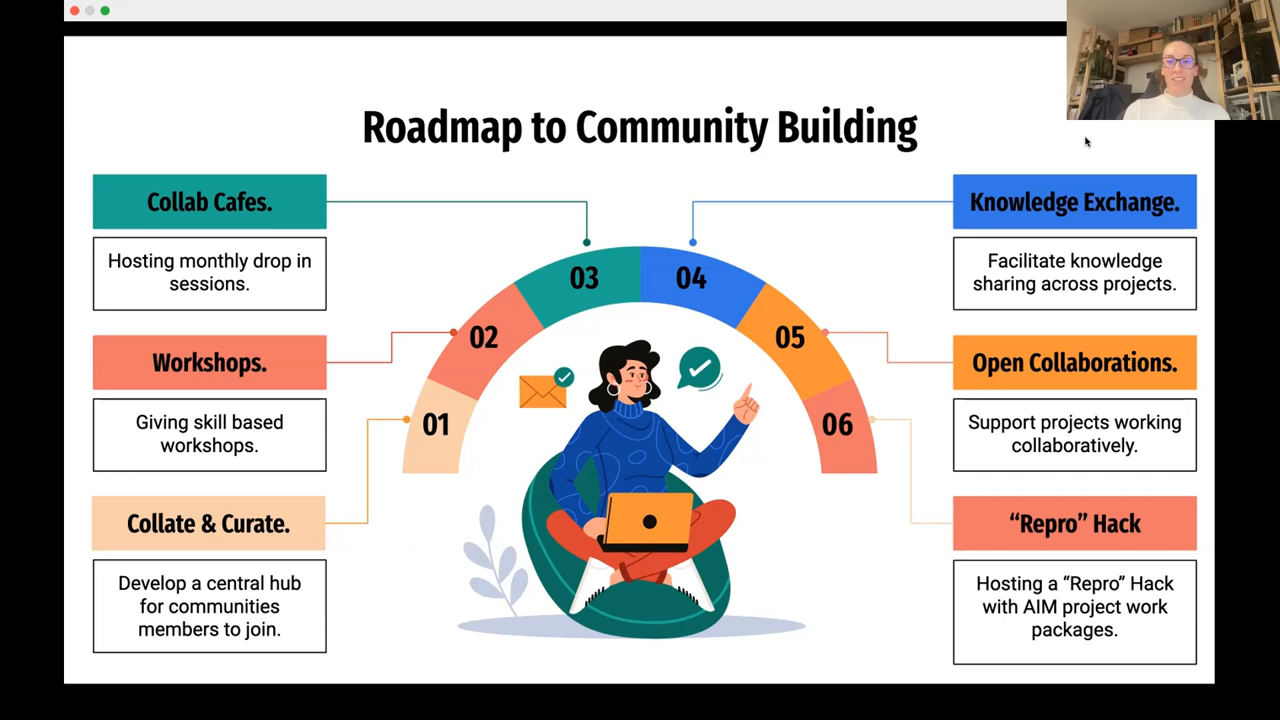 Roadmap to Community Building
Collab Cafes.
Hosting monthly drop in
sessions.
Workshops.
Giving skill based
workshops.
Collate & Curate.
Develop a central hub
for communities
members to join.
03
04
02
05
01
06
Knowledge Exchange.
Facilitate knowledge
sharing across projects.
Open Collaborations.
Support projects working
collaboratively.
“Repro” Hack
Hosting a “Repro” Hack
with AIM project work
packages.